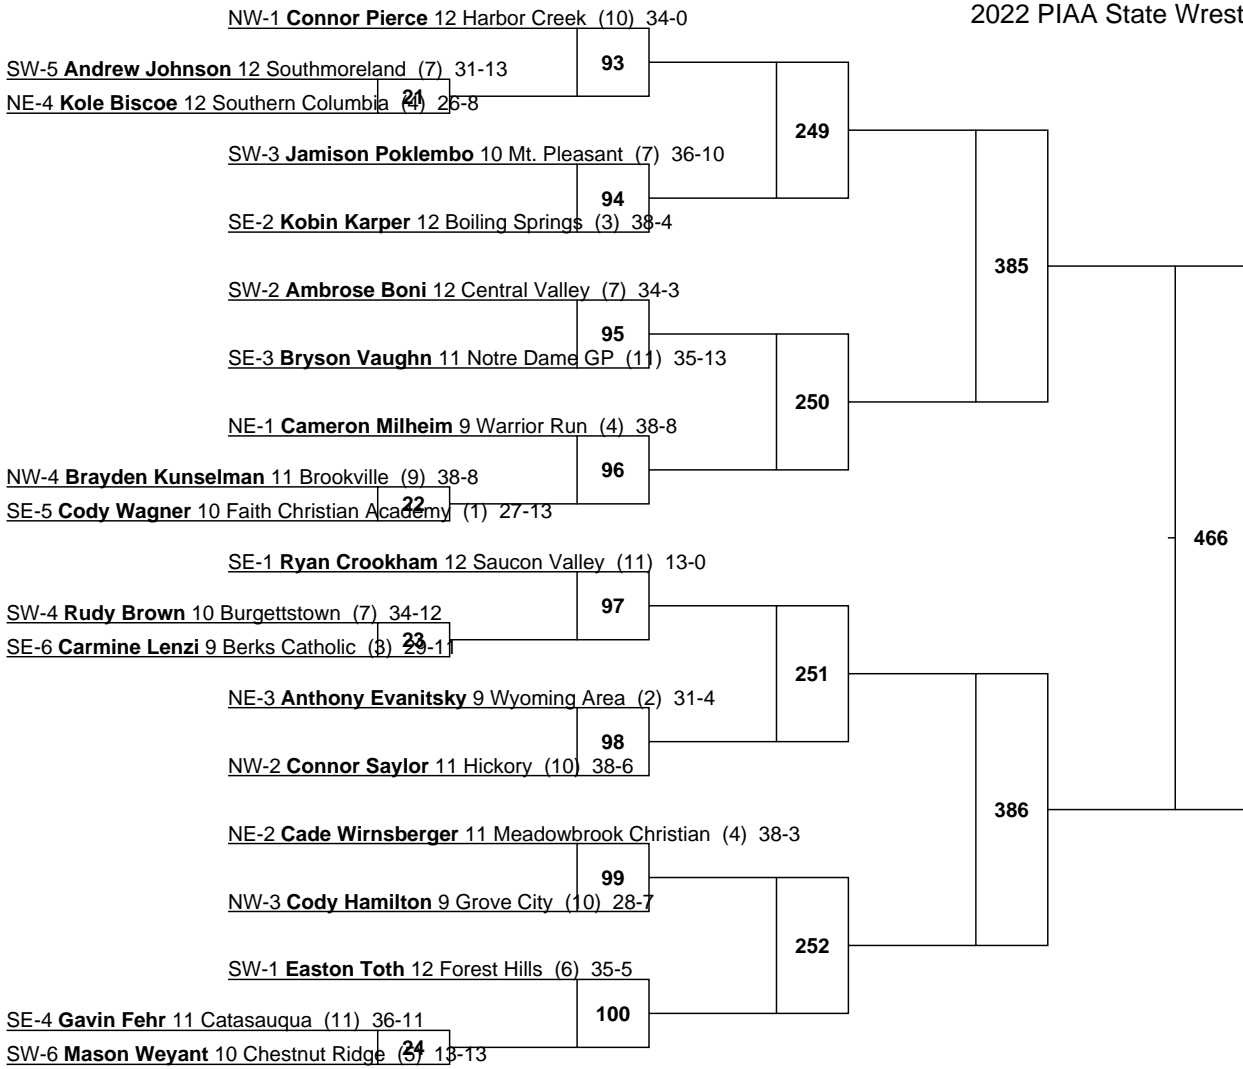 2022 PIAA State Wrest
NW-1 Connor Pierce 12 Harbor Creek (10) 34-0
93
SW-5 Andrew Johnson 12 Southmoreland (7) 31-13
21
NE-4 Kole Biscoe 12 Southern Columbia (4) 26-8
249
SW-3 Jamison Poklembo 10 Mt. Pleasant (7) 36-10
94
SE-2 Kobin Karper 12 Boiling Springs (3) 38-4
385
SW-2 Ambrose Boni 12 Central Valley (7) 34-3
95
SE-3 Bryson Vaughn 11 Notre Dame GP (11) 35-13
250
NE-1 Cameron Milheim 9 Warrior Run (4) 38-8
96
NW-4 Brayden Kunselman 11 Brookville (9) 38-8
22
SE-5 Cody Wagner 10 Faith Christian Academy (1) 27-13
466
SE-1 Ryan Crookham 12 Saucon Valley (11) 13-0
97
SW-4 Rudy Brown 10 Burgettstown (7) 34-12
23
SE-6 Carmine Lenzi 9 Berks Catholic (3) 29-11
251
NE-3 Anthony Evanitsky 9 Wyoming Area (2) 31-4
98
NW-2 Connor Saylor 11 Hickory (10) 38-6
386
NE-2 Cade Wirnsberger 11 Meadowbrook Christian (4) 38-3
99
NW-3 Cody Hamilton 9 Grove City (10) 28-7
252
SW-1 Easton Toth 12 Forest Hills (6) 35-5
100
SE-4 Gavin Fehr 11 Catasauqua (11) 36-11
24
SW-6 Mason Weyant 10 Chestnut Ridge (5) 13-13